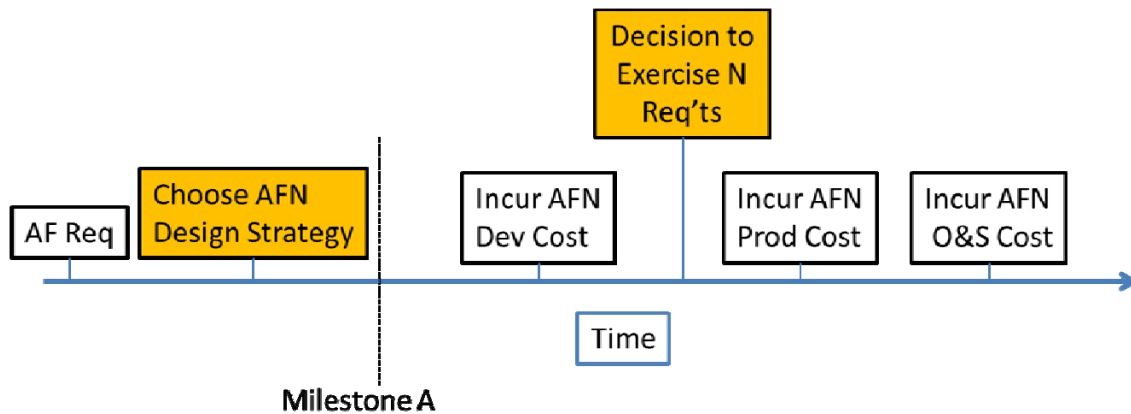 Decision to
Exercise N
Req'ts
AF Req
Choose AFN
Design Strategy
Incur AFN
Dev Cost
Incur AFN
Prod Cost
Incur AFN
O&S Cost
Time
Milestone A